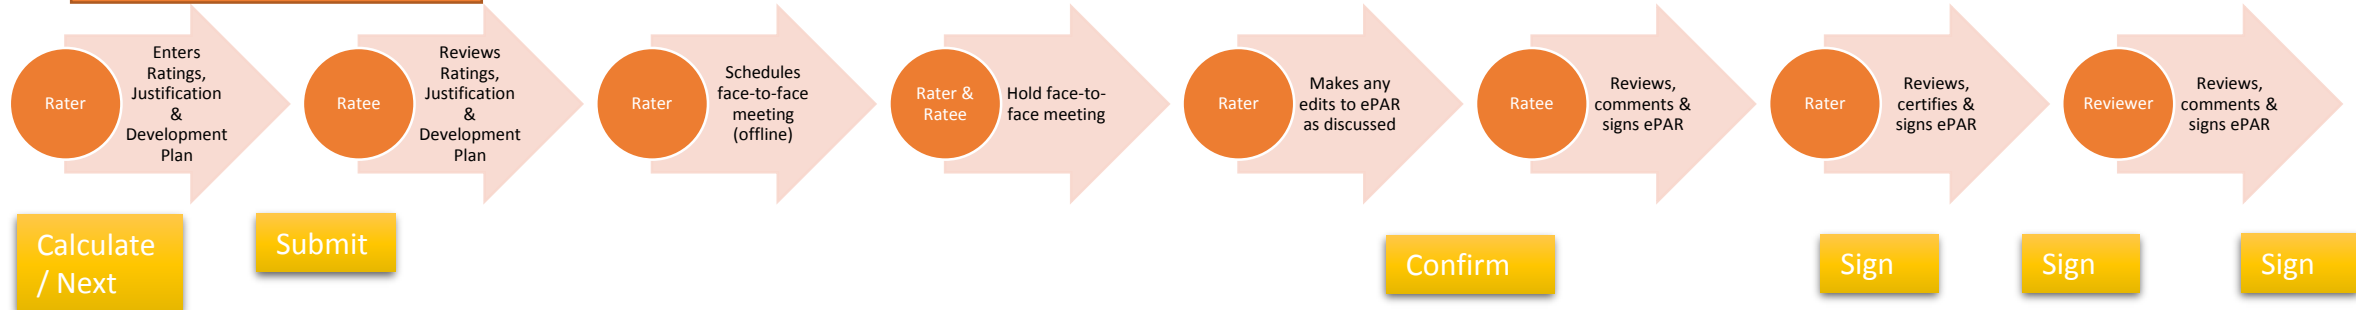 Rater
Enters
Ratings,
Justification
&
Development
Plan
Ratee
Reviews
Ratings,
Justification
&
Development
Plan
Rater
Schedules
face-to-face
meeting
(offline)
Rater &
Ratee
Hold face-to-
face meeting
Rater
Makes any
edits to ePAR
as discussed
Ratee
Reviews,
comments &
signs ePAR
Rater
Reviews,
certifies &
signs ePAR
Reviewer
Reviews,
comments &
signs ePAR
Calculate
/ Next
Submit
Confirm
Sign
Sign
Sign